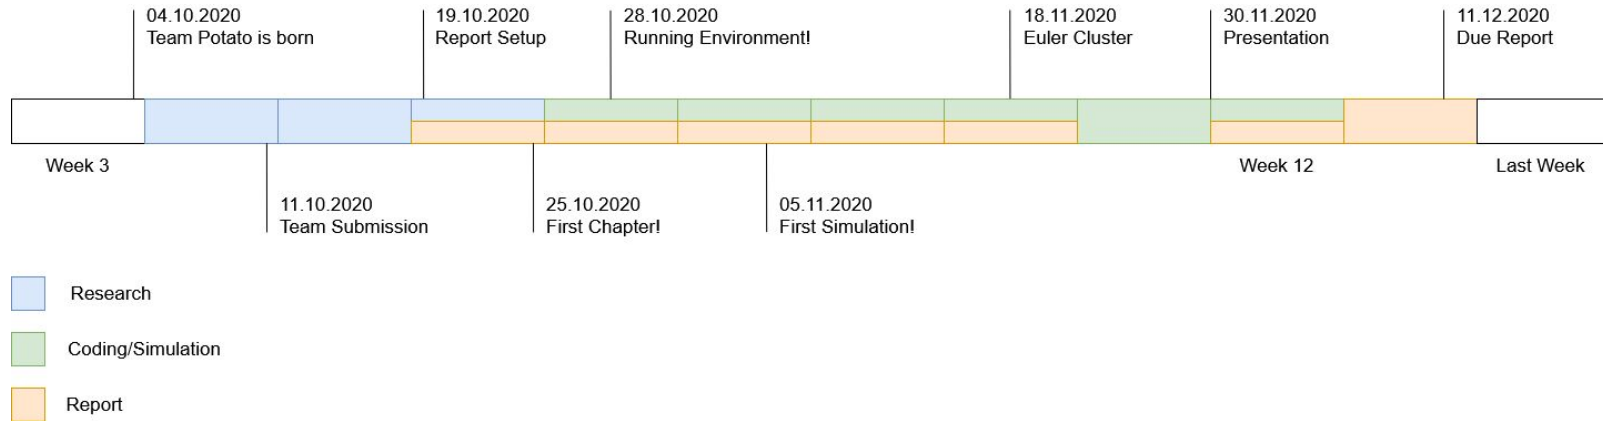 04.10.2020
Team Potato is born
19.10.2020
Report Setup
28.10.2020
Running Environment!
18.11.2020
Euler Cluster
30.11.2020
Presentation
11.12.2020
Due Report
Week 3
Week 12
Last Week
11.10.2020
Team Submission
25.10.2020
First Chapter!
05.11.2020
First Simulation!
Research
Coding/Simulation
Report